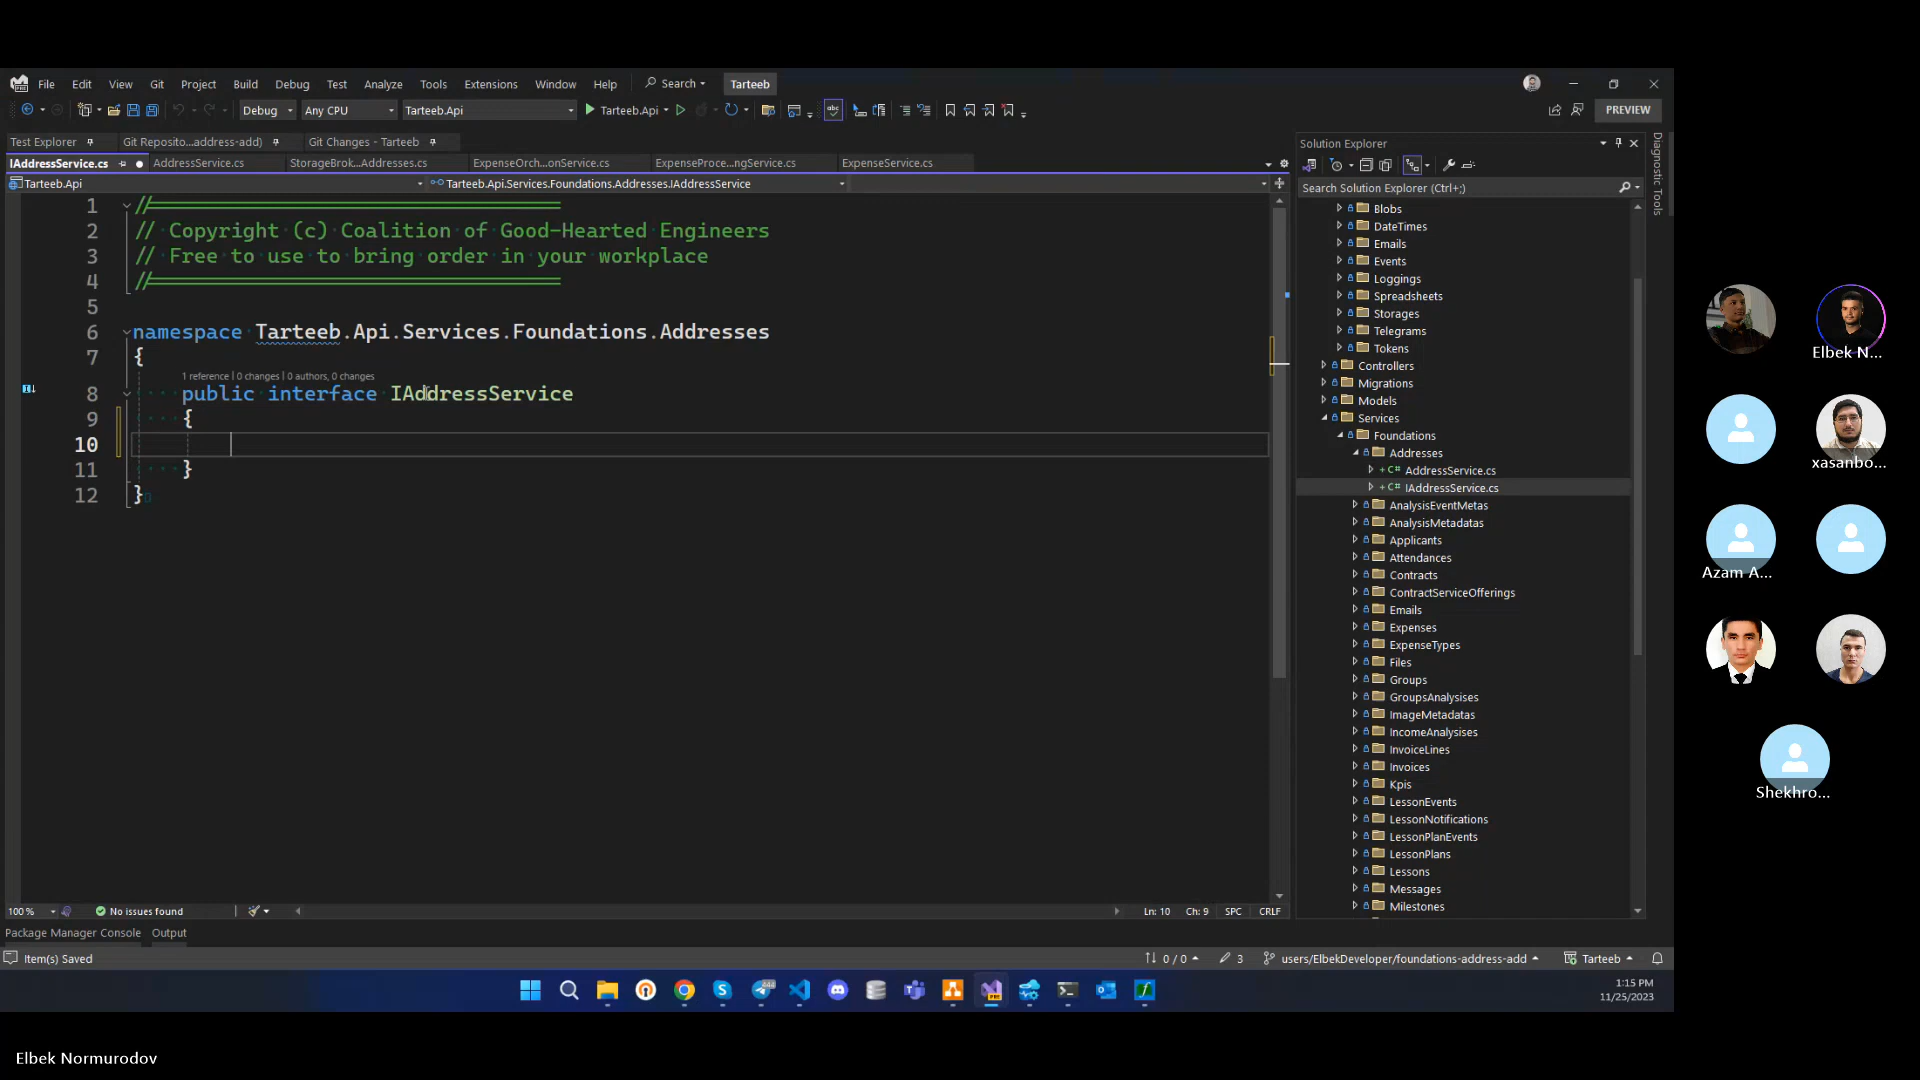 File Edit View Git Project Build Debug Test Analyze Tools Extensions Window Help Search Tarteeb
Debug Any CPU Tarteeb.Api Tarteeb.Api PREVIEW
Test Explorer Git Reposito...address-add) Git Changes - Tarteeb
IAddressService.cs AddressService.cs StorageBrok...Addresses.cs ExpenseOrch...onService.cs ExpenseProce...ngService.cs ExpenseService.cs
Tarteeb.Api Tarteeb.Api.Services.Foundations.Addresses.IAddressService
1 //=================================
2 // Copyright (c) Coalition of Good-Hearted Engineers
3 // Free to use to bring order in your workplace
4 //=================================
5
6 namespace Tarteeb.Api.Services.Foundations.Addresses
7 {
1 reference | 0 changes | 0 authors, 0 changes
8 public interface IAddressService
9 {
10
11 }
12 }
100 % No issues found Ln: 10 Ch: 9 SPC CRLF
Package Manager Console Output
Item(s) Saved 0 / 0 3 users/ElbekDeveloper/foundations-address-add Tarteeb
Solution Explorer
Search Solution Explorer (Ctrl+;)
Blobs
DateTimes
Emails
Events
Loggings
Spreadsheets
Storages
Telegrams
Tokens
Controllers
Migrations
Models
Services
Foundations
Addresses
+ C# AddressService.cs
+ C# IAddressService.cs
AnalysisEventMetas
AnalysisMetadatas
Applicants
Attendances
Contracts
ContractServiceOfferings
Emails
Expenses
ExpenseTypes
Files
Groups
GroupsAnalysises
ImageMetadatas
IncomeAnalysises
InvoiceLines
Invoices
Kpis
LessonEvents
LessonNotifications
LessonPlanEvents
LessonPlans
Lessons
Messages
Milestones
Diagnostic Tools
1:15 PM
11/25/2023
Elbek N...
xasanbo...
Azam A...
Shekhro...
Elbek Normurodov